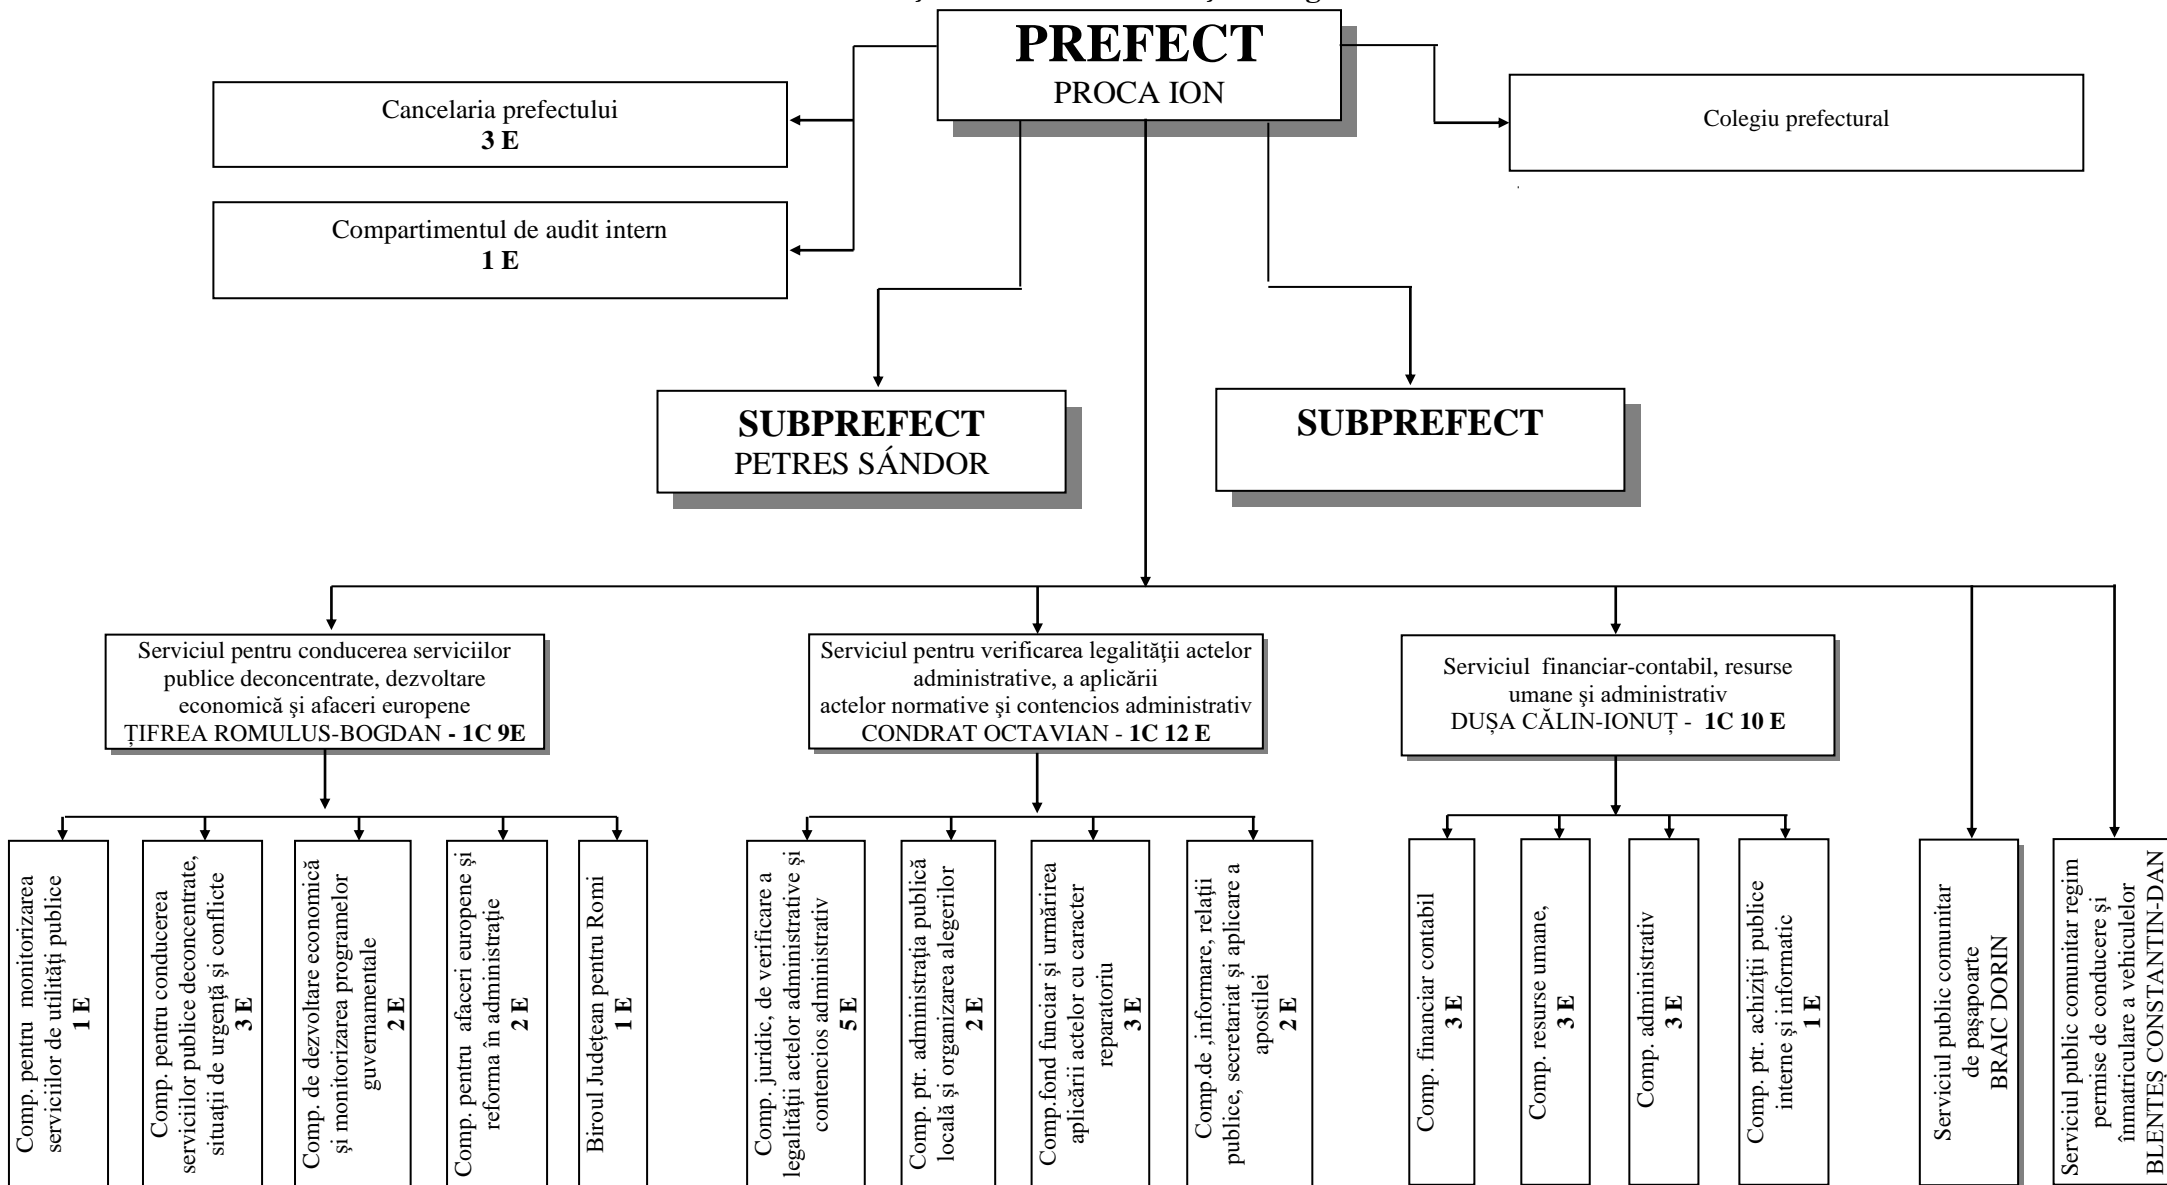 PREFECT
PROCA ION
Cancelaria prefectului
3 E
Colegiu prefectural
Compartimentul de audit intern
1 E
SUBPREFECT
PETRES SÁNDOR
SUBPREFECT
Serviciul pentru conducerea serviciilor
publice deconcentrate, dezvoltare
economică şi afaceri europene
ȚIFREA ROMULUS-BOGDAN - 1C 9E
Serviciul pentru verificarea legalităţii actelor
administrative, a aplicării
actelor normative şi contencios administrativ
CONDRAT OCTAVIAN - 1C 12 E
Serviciul financiar-contabil, resurse
umane şi administrativ
DUȘA CĂLIN-IONUȚ - 1C 10 E
Comp. pentru monitorizarea
serviciilor de utilităţi publice
1 E
Comp. pentru conducerea
serviciilor publice deconcentrate,
situaţii de urgenţă şi conflicte
3 E
Comp. de dezvoltare economică
şi monitorizarea programelor
guvernamentale
2 E
Comp. pentru afaceri europene şi
reforma în administraţie
2 E
Biroul Judeţean pentru Romi
1 E
Comp. juridic, de verificare a
legalităţii actelor administrative şi
contencios administrativ
5 E
Comp. ptr. administraţia publică
locală şi organizarea alegerilor
2 E
Comp.fond funciar şi urmărirea
aplicării actelor cu caracter
reparatoriu
3 E
Comp.de ,informare, relaţii
publice, secretariat şi aplicare a
apostilei
2 E
Comp. financiar contabil
3 E
Comp. resurse umane,
3 E
Comp. administrativ
3 E
Comp. ptr. achiziţii publice
interne şi informatic
1 E
Serviciul public comunitar
de paşapoarte
BRAIC DORIN
Serviciul public comunitar regim
permise de conducere şi
înmatriculare a vehiculelor
BLENTEȘ CONSTANTIN-DAN